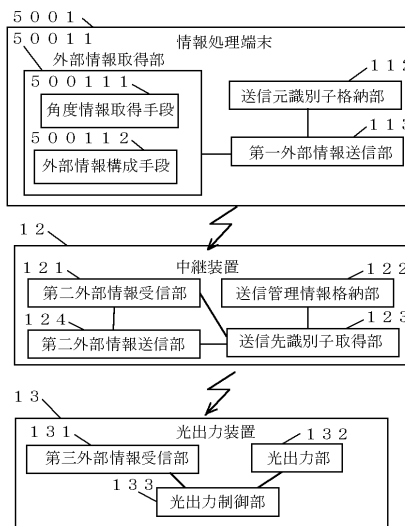 ５００１
情報処理端末
５００１１
外部情報取得部
５００１１１
角度情報取得手段
５００１１２
外部情報構成手段
１１２
送信元識別子格納部
１１３
第一外部情報送信部
１２
中継装置
１２１
第二外部情報受信部
１２２
送信管理情報格納部
１２４
第二外部情報送信部
１２３
送信先識別子取得部
１３
光出力装置
１３１
第三外部情報受信部
１３２
光出力部
１３３
光出力制御部